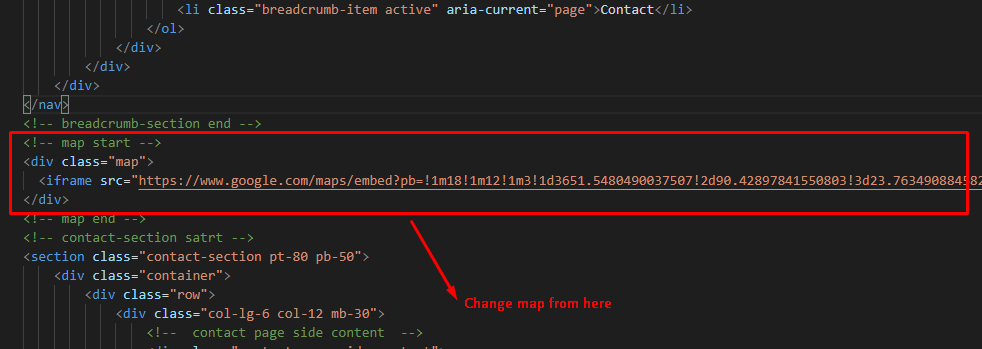 <li class="breadcrumb-item active" aria-current="page">Contact</li>
</ol>
</div>
</div>
</div>
</nav>
<!-- breadcrumb-section end -->
<!-- map start -->
<div class="map">
<iframe src="https://www.google.com/maps/embed?pb=!1m18!1m12!1m3!1d3651.5480490037507!2d90.42897841550803!3d23.763490884582
</div>
<!-- map end -->
<!-- contact-section satrt -->
<section class="contact-section pt-80 pb-50">
<div class="container">
Change map from here
<div class="row">
<div class="col-lg-6 col-12 mb-30">
<!--  contact page side content  -->